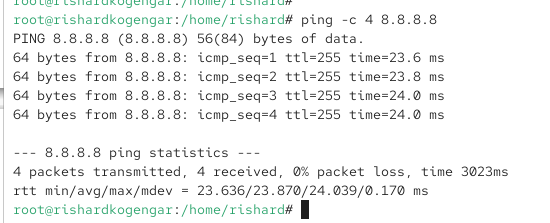 root@rishardkogengar:/home/rishard#
root@rishardkogengar:/home/rishard# ping -c 4 8.8.8.8
PING 8.8.8.8 (8.8.8.8) 56(84) bytes of data.
64 bytes from 8.8.8.8: icmp_seq=1 ttl=255 time=23.6 ms
64 bytes from 8.8.8.8: icmp_seq=2 ttl=255 time=23.8 ms
64 bytes from 8.8.8.8: icmp_seq=3 ttl=255 time=24.0 ms
64 bytes from 8.8.8.8: icmp_seq=4 ttl=255 time=24.0 ms

--- 8.8.8.8 ping statistics ---
4 packets transmitted, 4 received, 0% packet loss, time 3023ms
rtt min/avg/max/mdev = 23.636/23.870/24.039/0.170 ms
root@rishardkogengar:/home/rishard#